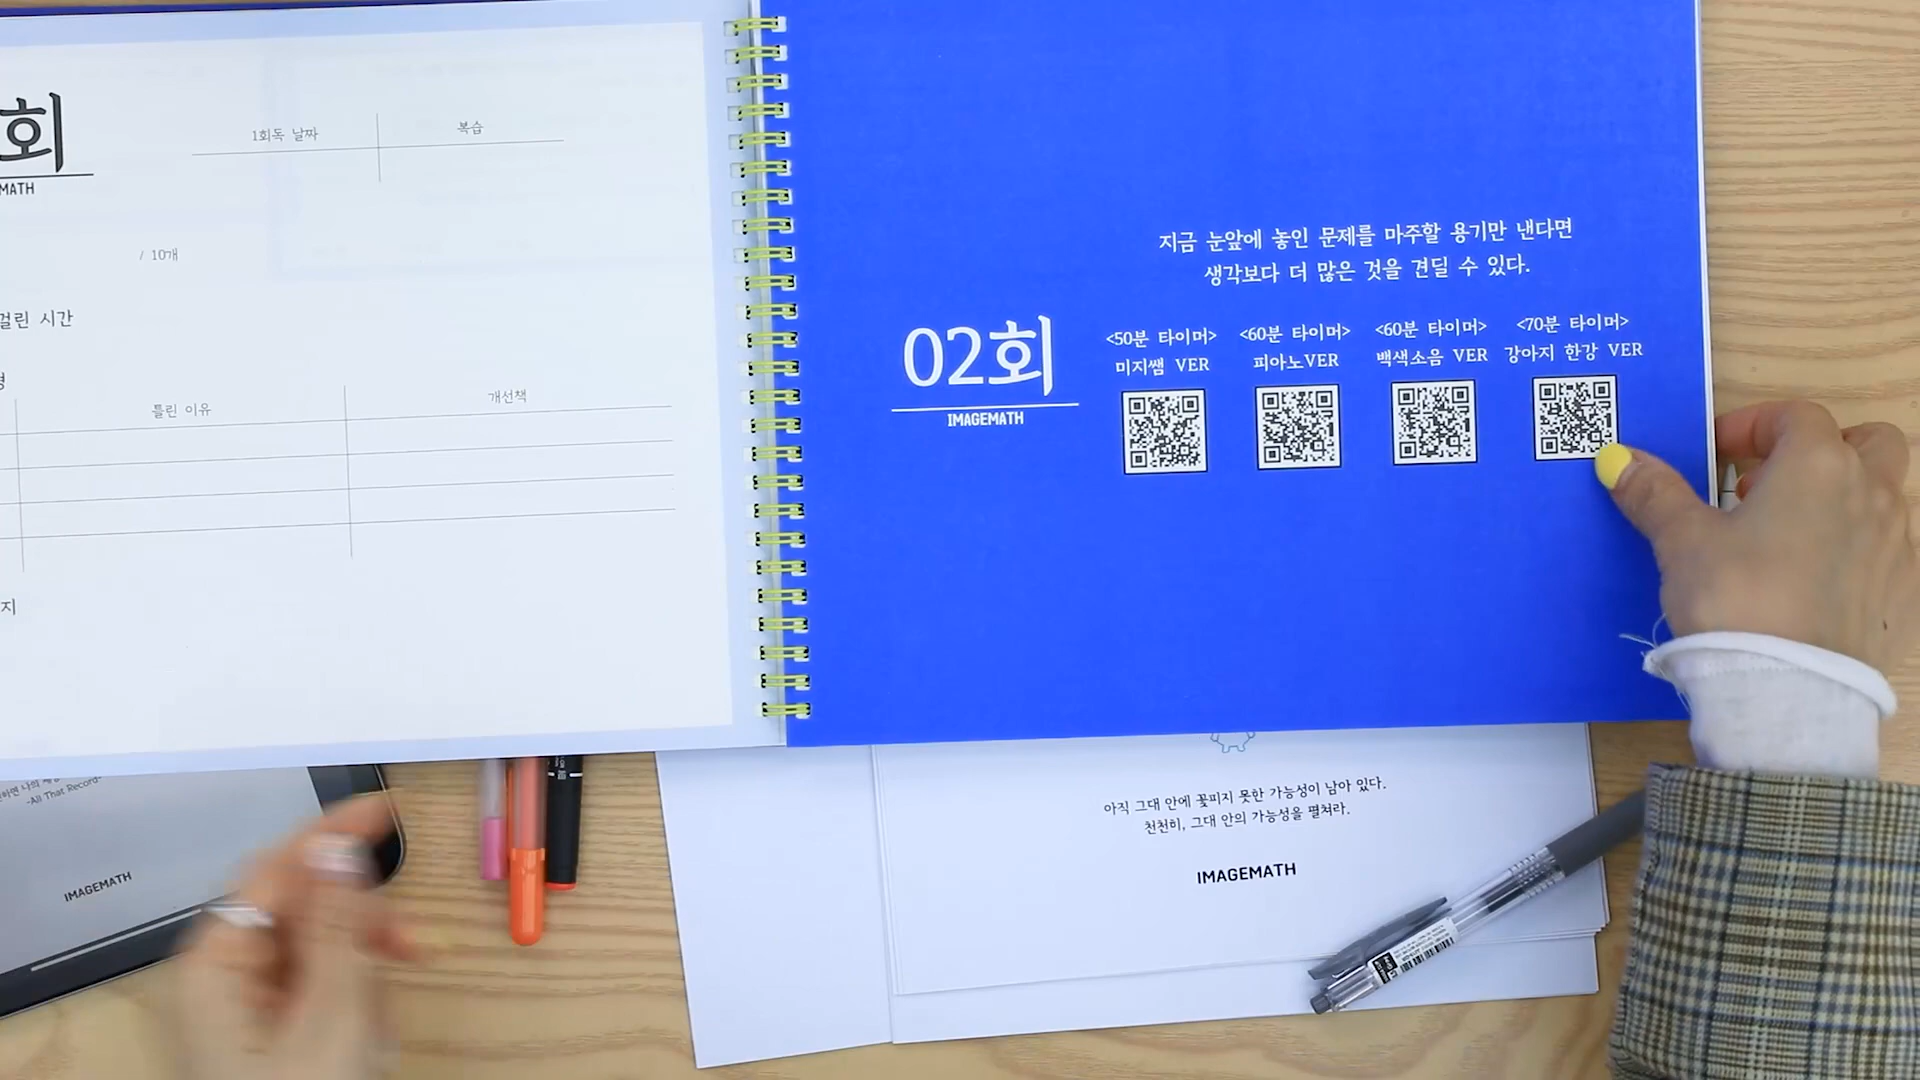 회
MATH
1회독 날짜
복습
/ 10개
걸린 시간
틀린 이유
개선책
지
지금 눈앞에 놓인 문제를 마주할 용기만 낸다면
생각보다 더 많은 것을 견딜 수 있다.
02회
IMAGEMATH
<50분 타이머>
미지쌤 VER
<60분 타이머>
피아노VER
<60분 타이머>
백색소음 VER
<70분 타이머>
강아지 한강 VER
-All That Record-
IMAGEMATH
아직 그대 안에 꽃피지 못한 가능성이 남아 있다.
천천히, 그대 안의 가능성을 펼쳐라.
IMAGEMATH